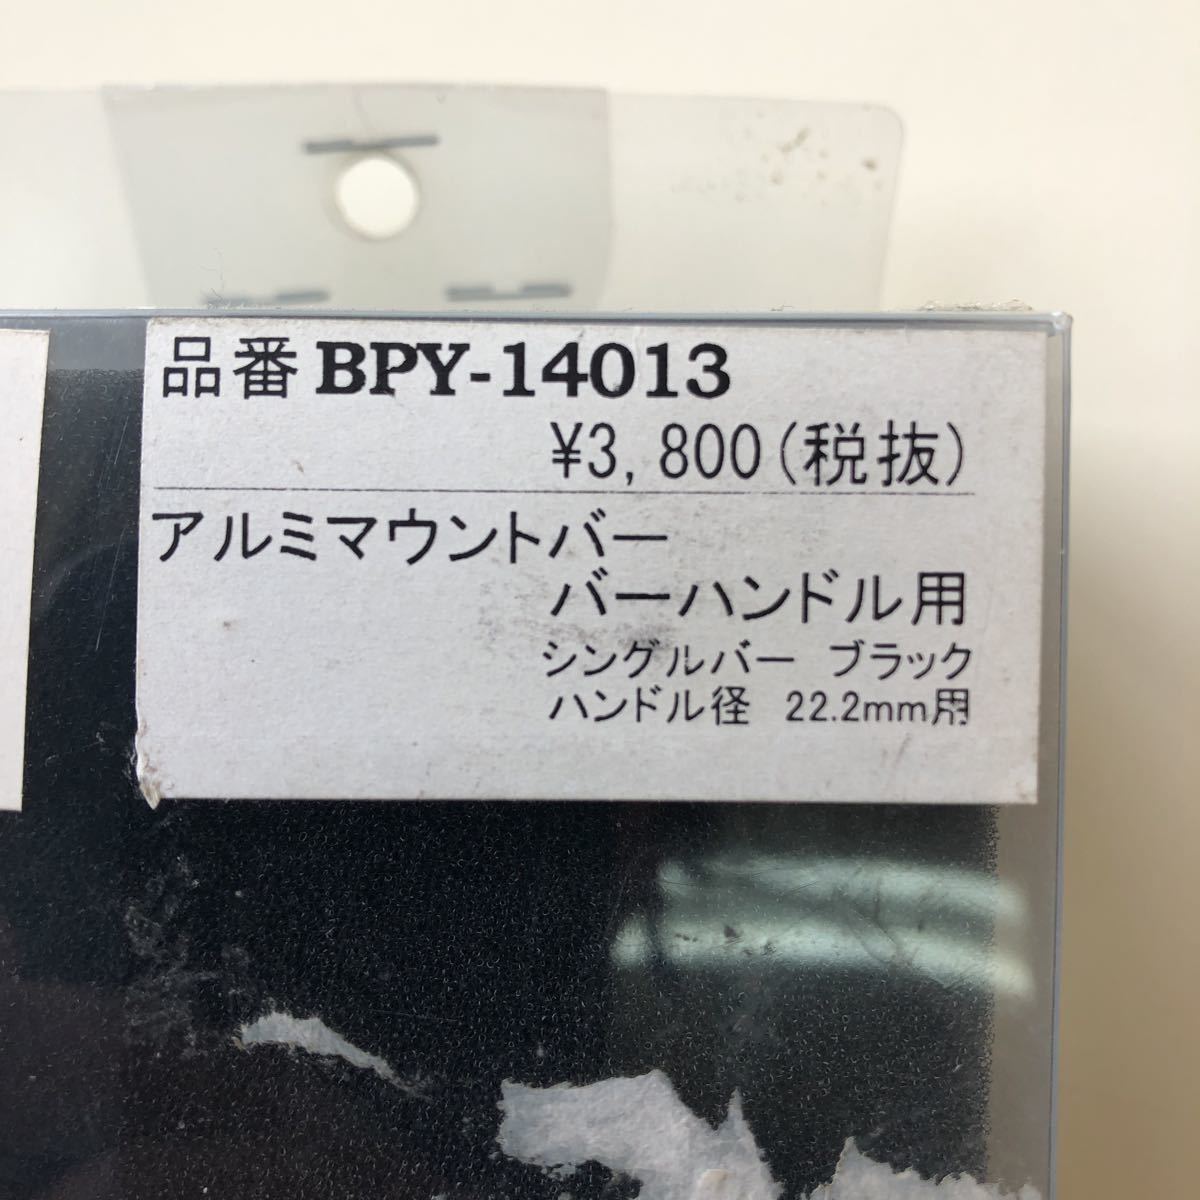 品番 BPY-14013
¥3,800(税抜)
アルミマウントバー
バーハンドル用
シングルバー ブラック
ハンドル径 22.2mm用